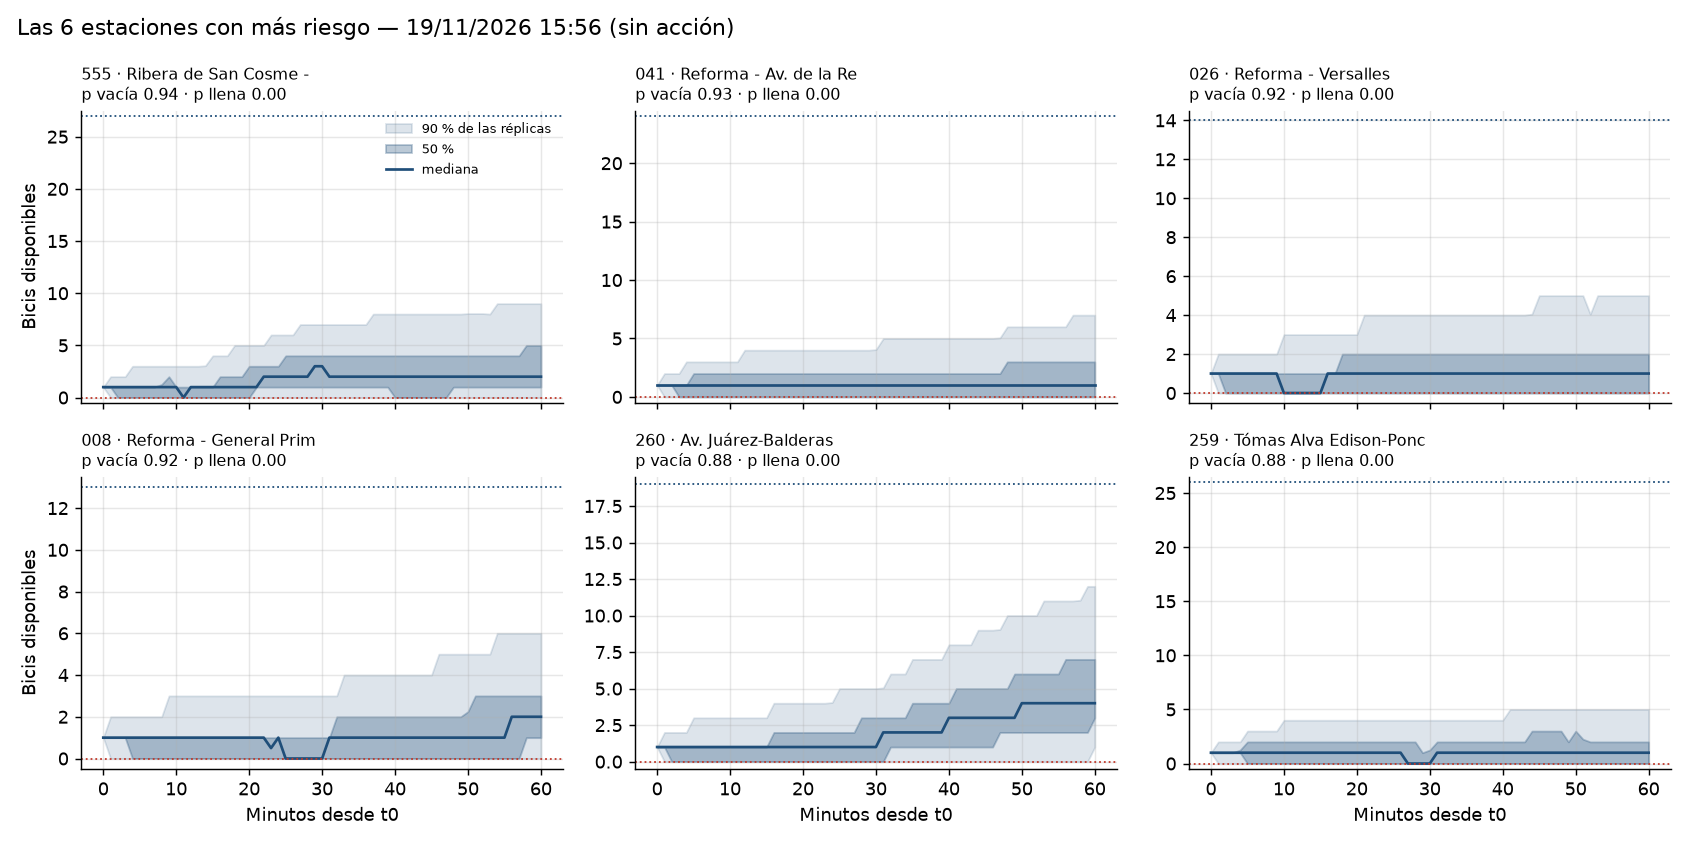 Las 6 estaciones con más riesgo — 19/11/2026 15:56 (sin acción)
555 · Ribera de San Cosme -
p vacía 0.94 · p llena 0.00
25
20
15
10
5
0
Bicis disponibles
90 % de las réplicas
50 %
mediana
041 · Reforma - Av. de la Re
p vacía 0.93 · p llena 0.00
20
15
10
5
0
026 · Reforma - Versalles
p vacía 0.92 · p llena 0.00
14
12
10
8
6
4
2
0
008 · Reforma - General Prim
p vacía 0.92 · p llena 0.00
12
10
8
6
4
2
0
Bicis disponibles
0 10 20 30 40 50 60
Minutos desde t0
260 · Av. Juárez-Balderas
p vacía 0.88 · p llena 0.00
17.5
15.0
12.5
10.0
7.5
5.0
2.5
0.0
0 10 20 30 40 50 60
Minutos desde t0
259 · Tómas Alva Edison-Ponc
p vacía 0.88 · p llena 0.00
25
20
15
10
5
0
0 10 20 30 40 50 60
Minutos desde t0